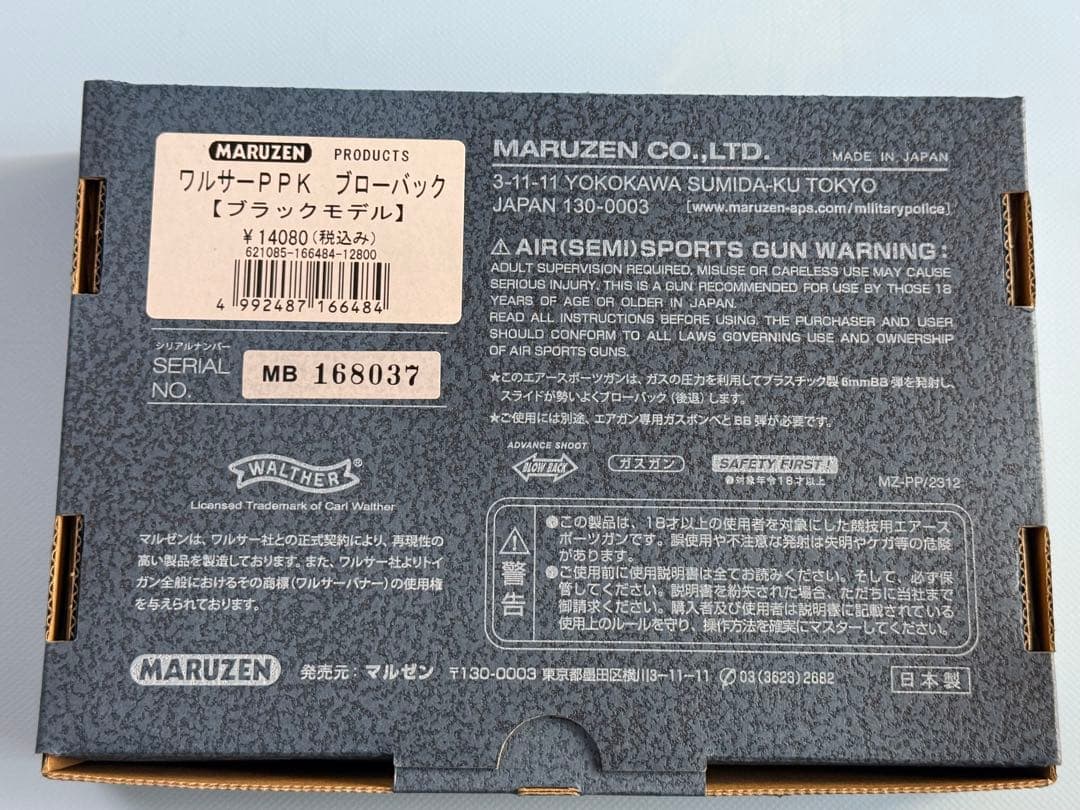 MARUZEN PRODUCTS
ワルサーPPK ブローバック
【ブラックモデル】
¥14080(税込み)
621085-166484-12800
4 992487 166484
シリアルナンバー
SERIAL
NO.
MB 168037
WALTHER®
Licensed Trademark of Carl Walther
マルゼンは、ワルサー社との正式契約により、再現性の
高い製品を製造しております。また、ワルサー社よりトイ
ガン全般におけるその商標(ワルサーバナー)の使用権
を与えられております。
MARUZEN CO.,LTD. MADE IN JAPAN
3-11-11 YOKOKAWA SUMIDA-KU TOKYO
JAPAN 130-0003 [www.maruzen-aps.com/militarypolice]
⚠ AIR(SEMI)SPORTS GUN WARNING:
ADULT SUPERVISION REQUIRED, MISUSE OR CARELESS USE MAY CAUSE
SERIOUS INJURY. THIS IS A GUN RECOMMENDED FOR USE BY THOSE 18
YEARS OF AGE OR OLDER IN JAPAN.
READ ALL INSTRUCTIONS BEFORE USING. THE PURCHASER AND USER
SHOULD CONFORM TO ALL LAWS GOVERNING USE AND OWNERSHIP
OF AIR SPORTS GUNS.
★このエアースポーツガンは、ガスの圧力を利用してプラスチック製6mmBB弾を発射し、
スライドが勢いよくブローバック(後退)します。
★ご使用には別途、エアガン専用ガスボンベとBB弾が必要です。
ADVANCE SHOOT
BLOW BACK
ガスガン
SAFETY FIRST!
❷対象年令18才以上
MZ-PP/2312
⚠警告
●この製品は、18才以上の使用者を対象にした競技用エアース
ポーツガンです。誤使用や不注意な発射は失明やケガ等の危険
があります。
●ご使用前に使用説明書は全てお読みください。そして、必ず保
管してください。説明書を紛失された場合、ただちに当社まで
御請求ください。購入者及び使用者は説明書に記載されている
使用上のルールを守り、操作方法を確実にマスターしてください。
MARUZEN 発売元:マルゼン 〒130-0003 東京都墨田区横川3-11-11 ✆ 03(3623)2682
日本製